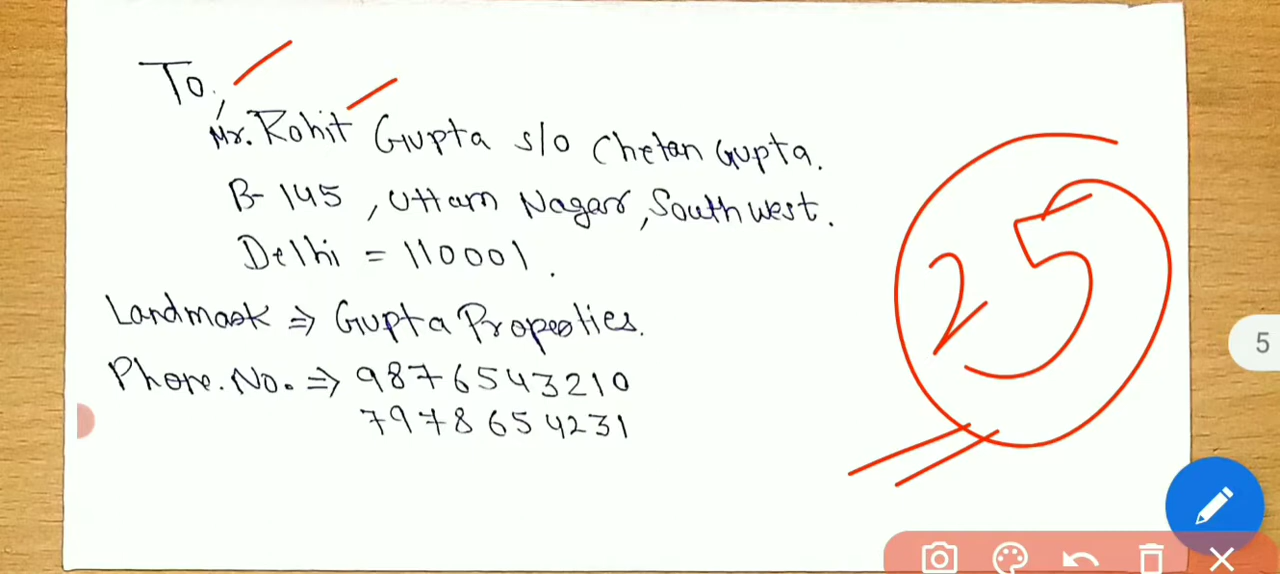 To,
Mr. Rohit Gupta s/o Chetan Gupta.
B-145, Uttam Nagar, Southwest.
Delhi = 110001.
Landmark ⇒ Gupta Properties.
Phone.No. ⇒ 9876543210
7978654231
25
5